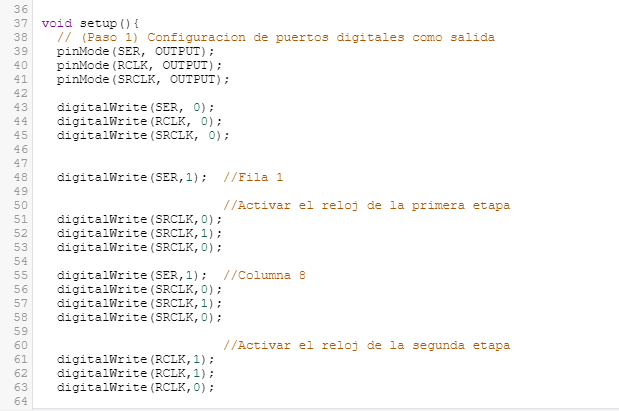 36
37 void setup(){
38 // (Paso 1) Configuracion de puertos digitales como salida
39 pinMode(SER, OUTPUT);
40 pinMode(RCLK, OUTPUT);
41 pinMode(SRCLK, OUTPUT);
42
43 digitalWrite(SER, 0);
44 digitalWrite(RCLK, 0);
45 digitalWrite(SRCLK, 0);
46
47
48 digitalWrite(SER,1); //Fila 1
49
50 //Activar el reloj de la primera etapa
51 digitalWrite(SRCLK,0);
52 digitalWrite(SRCLK,1);
53 digitalWrite(SRCLK,0);
54
55 digitalWrite(SER,1); //Columna 8
56 digitalWrite(SRCLK,0);
57 digitalWrite(SRCLK,1);
58 digitalWrite(SRCLK,0);
59
60 //Activar el reloj de la segunda etapa
61 digitalWrite(RCLK,1);
62 digitalWrite(RCLK,1);
63 digitalWrite(RCLK,0);
64